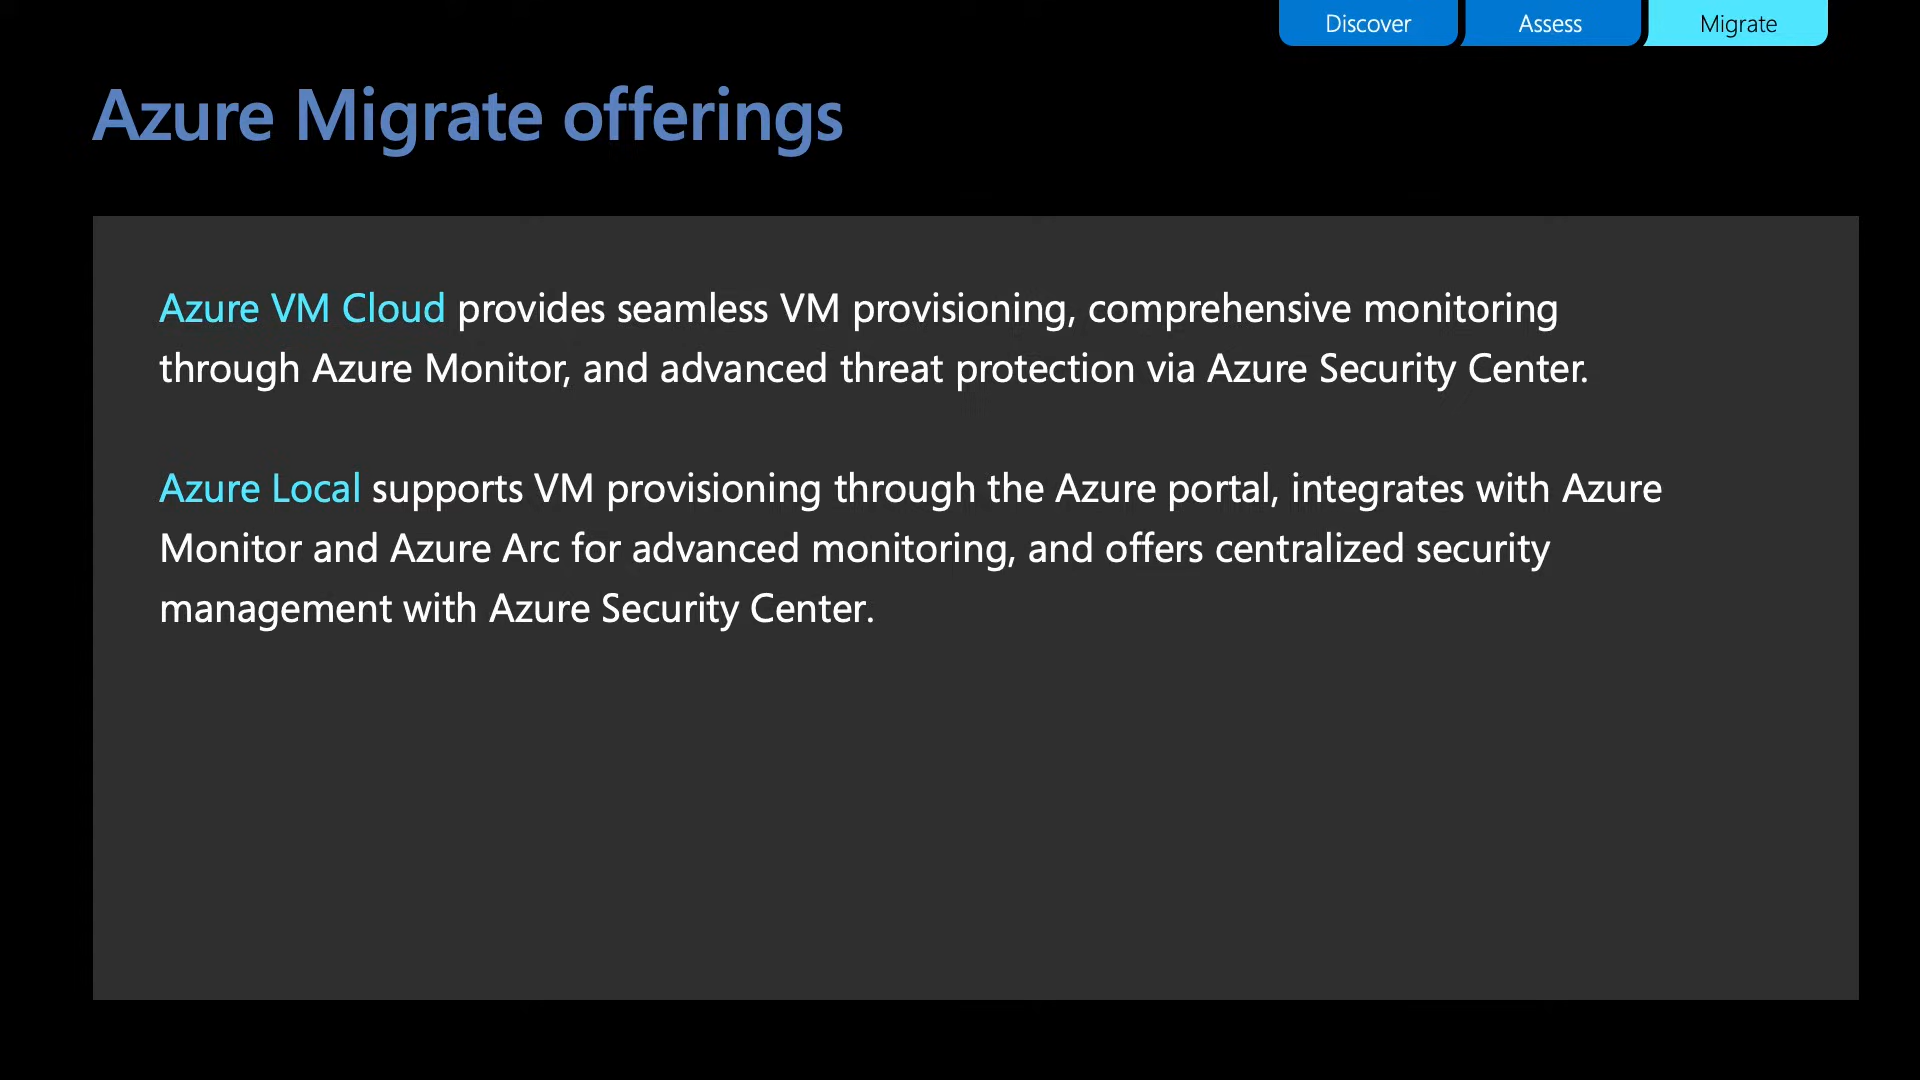 Discover
Assess
Migrate
Azure Migrate offerings
Azure VM Cloud provides seamless VM provisioning, comprehensive monitoring
through Azure Monitor, and advanced threat protection via Azure Security Center.
Azure Local supports VM provisioning through the Azure portal, integrates with Azure
Monitor and Azure Arc for advanced monitoring, and offers centralized security
management with Azure Security Center.